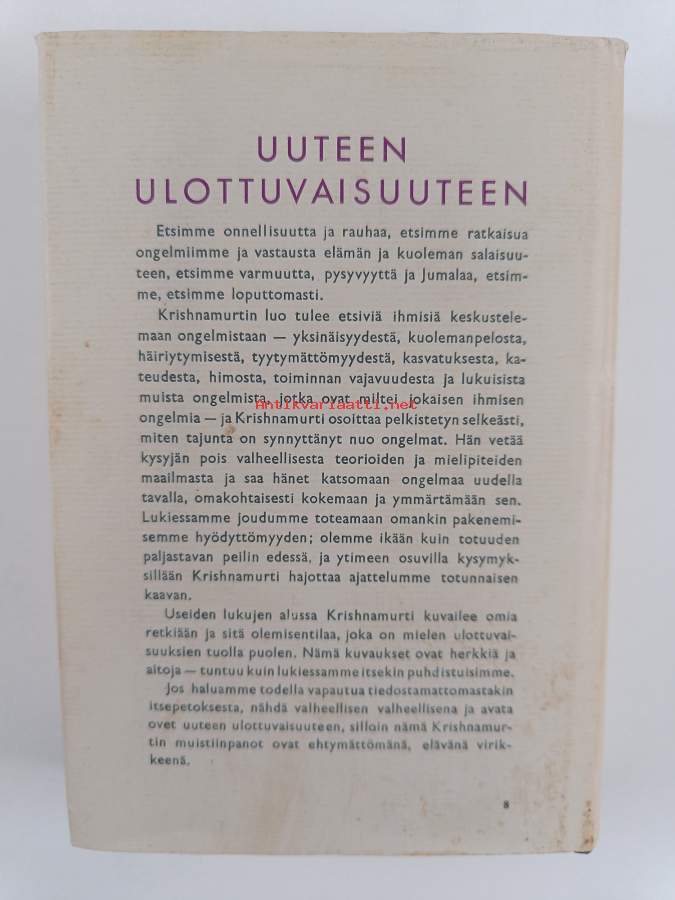 UUTEEN
ULOTTUVAISUUTEEN
Etsimme onnellisuutta ja rauhaa, etsimme ratkaisua
ongelmiimme ja vastausta elämän ja kuoleman salaisuu-
teen, etsimme varmuutta, pysyvyyttä ja Jumalaa, etsim-
me, etsimme loputtomasti.
Krishnamurtin luo tulee etsiviä ihmisiä keskustele-
maan ongelmistaan — yksinäisyydestä, kuolemanpelosta,
häiriytymisestä, tyytymättömyydestä, kasvatuksesta, ka-
teudesta, himosta, toiminnan vajavuudesta ja lukuisista
muista ongelmista, jotka ovat miltei jokaisen ihmisen
Antikvariaatti.net
ongelmia — ja Krishnamurti osoittaa pelkistetyn selkeästi,
miten tajunta on synnyttänyt nuo ongelmat. Hän vetää
kysyjän pois valheellisesta teorioiden ja mielipiteiden
maailmasta ja saa hänet katsomaan ongelmaa uudella
tavalla, omakohtaisesti kokemaan ja ymmärtämään sen.
Lukiessamme joudumme toteamaan omankin pakenemi-
semme hyödyttömyyden; olemme ikään kuin totuuden
paljastavan peilin edessä, ja ytimeen osuvilla kysymyk-
sillään Krishnamurti hajottaa ajattelumme totunnaisen
kaavan.
Useiden lukujen alussa Krishnamurti kuvailee omia
retkiään ja sitä olemisentilaa, joka on mielen ulottuvai-
suuksien tuolla puolen. Nämä kuvaukset ovat herkkiä ja
aitoja — tuntuu kuin lukiessamme itsekin puhdistuisimme.
Jos haluamme todella vapautua tiedostamattomastakin
itsepetoksesta, nähdä valheellisen valheellisena ja avata
ovet uuteen ulottuvaisuuteen, silloin nämä Krishnamur-
tin muistiinpanot ovat ehtymättömänä, elävänä virik-
keenä.
8